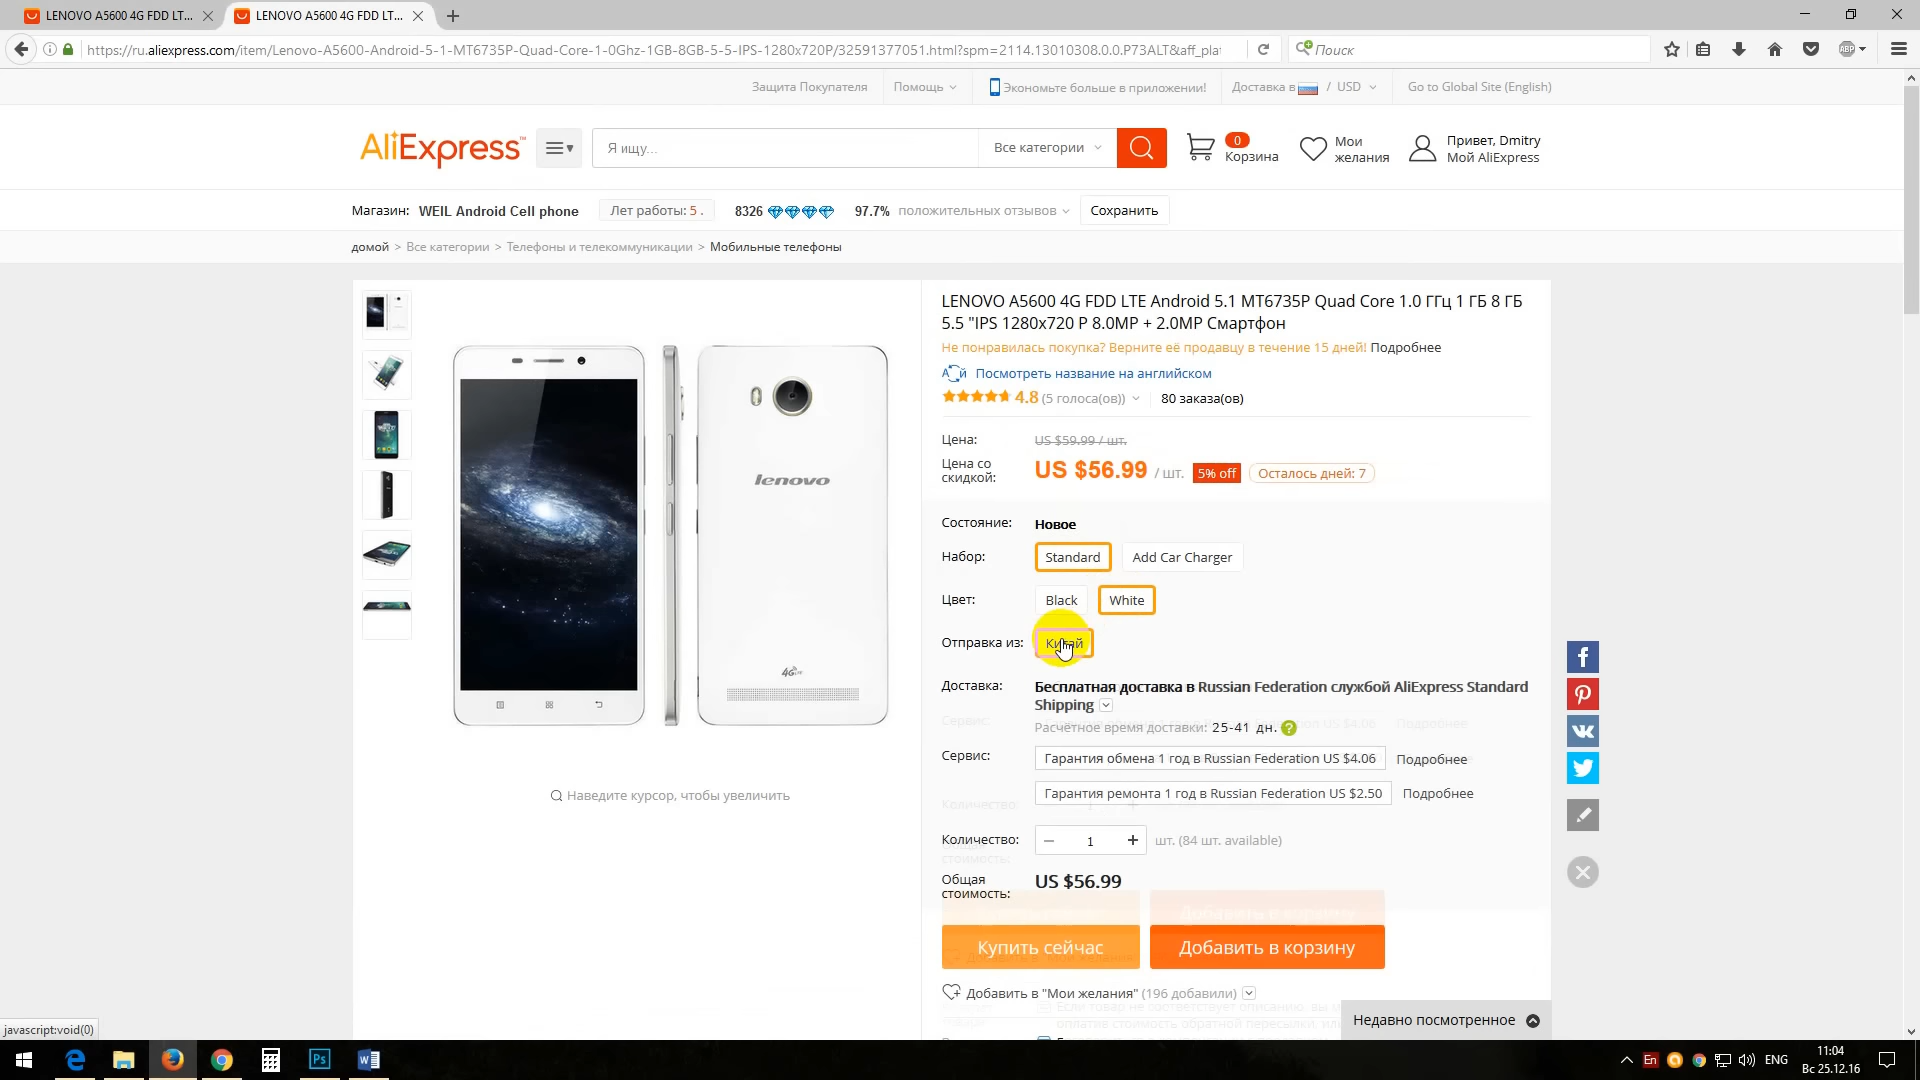 LENOVO A5600 4G FDD LT...
LENOVO A5600 4G FDD LT...
https://ru.aliexpress.com/item/Lenovo-A5600-Android-5-1-MT6735P-Quad-Core-1-0Ghz-1GB-8GB-5-5-IPS-1280x720P/32591377051.html?spm=2114.13010308.0.0.P73ALT&aff_pla
Поиск
ABP
Защита Покупателя
Помощь
Экономьте больше в приложении!
Доставка в / USD
Go to Global Site (English)
AliExpress™
Я ищу...
Все категории
0
Корзина
Мои
желания
Привет, Dmitry
Мой AliExpress
Магазин: WEIL Android Cell phone
Лет работы: 5 .
8326
97.7% положительных отзывов
Сохранить
домой > Все категории > Телефоны и телекоммуникации > Мобильные телефоны
LENOVO A5600 4G FDD LTE Android 5.1 MT6735P Quad Core 1.0 ГГц 1 ГБ 8 ГБ
5.5 "IPS 1280x720 P 8.0MP + 2.0MP Смартфон
Не понравилась покупка? Верните её продавцу в течение 15 дней! Подробнее
Посмотреть название на английском
4.8 (5 голоса(ов)) 80 заказа(ов)
Цена: US $59.99 / шт.
Цена со
скидкой:
US $56.99 / шт. 5% off Осталось дней: 7
lenovo
4G LTE
Состояние: Новое
Набор: Standard Add Car Charger
Цвет: Black White
Отправка из: Китай
Доставка: Бесплатная доставка в Russian Federation службой AliExpress Standard
Shipping
Расчётное время доставки: 25-41 дн. ?
Сервис: Гарантия обмена 1 год в Russian Federation US $4.06 Подробнее
Гарантия ремонта 1 год в Russian Federation US $2.50 Подробнее
Наведите курсор, чтобы увеличить
Количество: 1 шт. (84 шт. available)
Общая
стоимость:
US $56.99
Купить сейчас
Добавить в корзину
Добавить в "Мои желания" (196 добавили)
Недавно посмотренное
javascript:void(0)
En
ENG
11:04
Вс 25.12.16